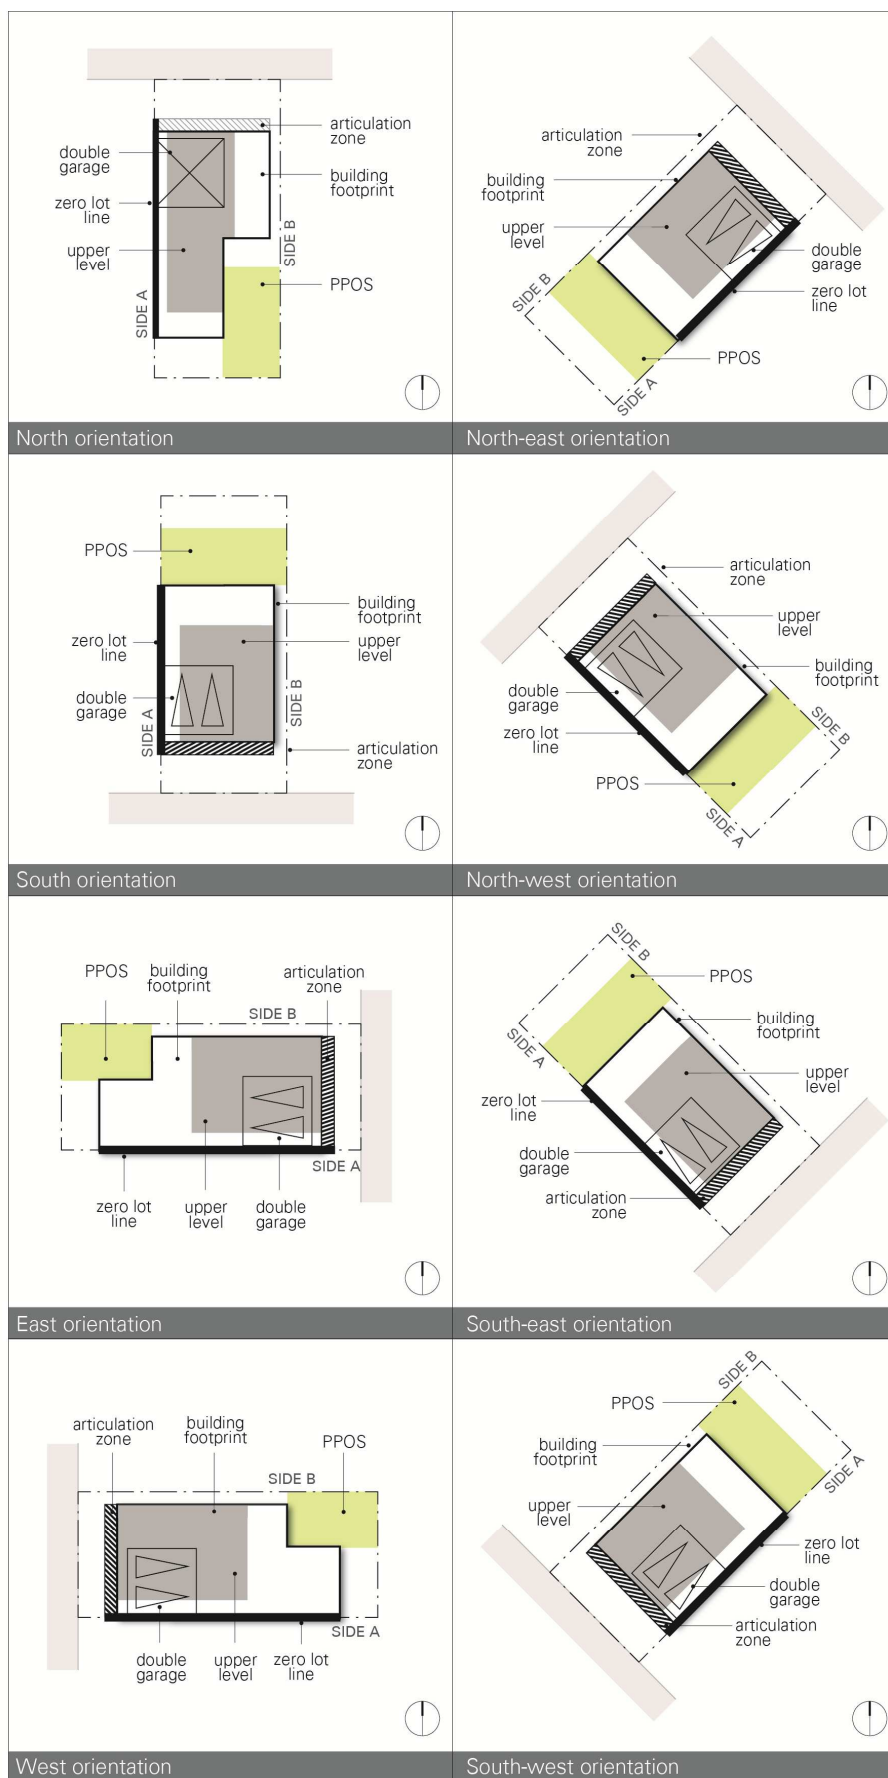 articulation
zone
double
garage
building
footprint
zero lot
line
upper
level
SIDE B
PPOS
SIDE A
North orientation
articulation
zone
building
footprint
upper
level
double
garage
SIDE B
zero lot
line
PPOS
SIDE A
North-east orientation
PPOS
building
footprint
zero lot
line
upper
level
double
garage
SIDE B
SIDE A
articulation
zone
South orientation
articulation
zone
upper
level
building
footprint
double
garage
zero lot
line
SIDE B
PPOS
SIDE A
North-west orientation
PPOS
building
footprint
articulation
zone
SIDE B
SIDE A
zero lot
line
upper
level
double
garage
East orientation
SIDE B
PPOS
building
footprint
SIDE A
upper
level
zero lot
line
double
garage
articulation
zone
South-east orientation
articulation
zone
building
footprint
PPOS
SIDE B
SIDE A
double
garage
upper
level
zero lot
line
West orientation
SIDE B
PPOS
building
footprint
SIDE A
upper
level
zero lot
line
double
garage
articulation
zone
South-west orientation